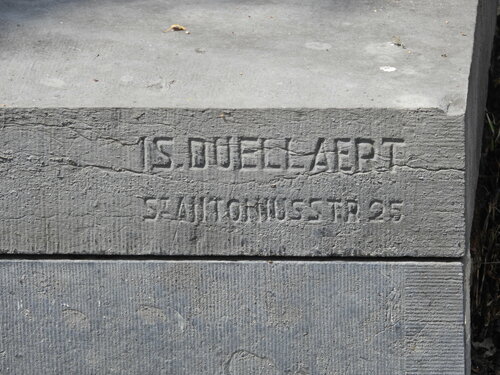 IS. DUELLAERT
ST ANTONIUSSTR. 25